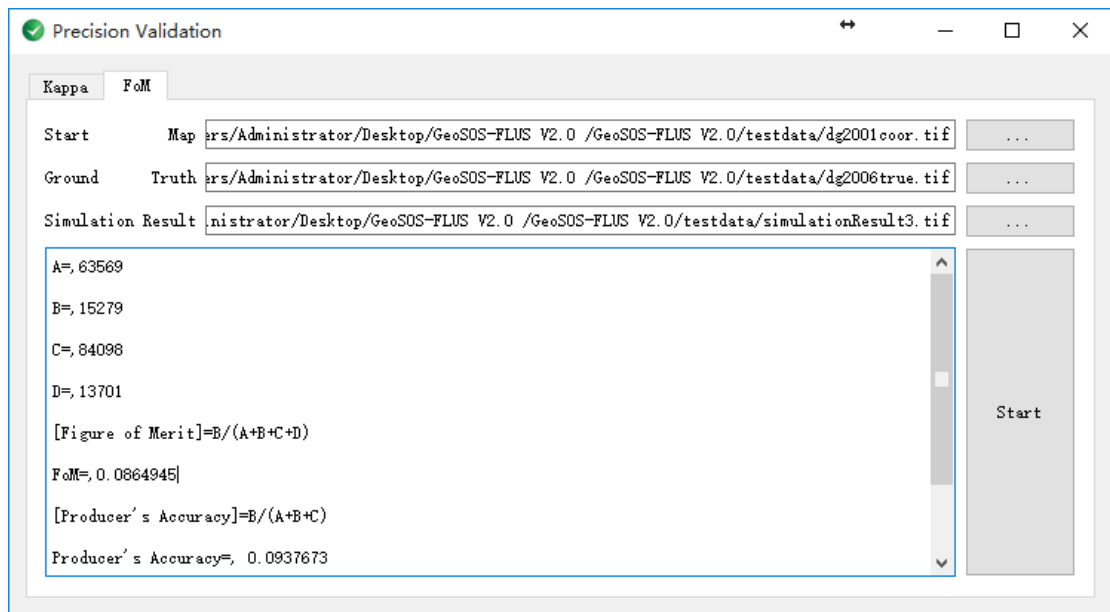 Precision Validation
Kappa FoM
Start Map ers/Administrator/Desktop/GeoSOS-FLUS V2.0 /GeoSOS-FLUS V2.0/testdata/dg2001coor.tif ...
Ground Truth ers/Administrator/Desktop/GeoSOS-FLUS V2.0 /GeoSOS-FLUS V2.0/testdata/dg2006true.tif ...
Simulation Result .nistrator/Desktop/GeoSOS-FLUS V2.0 /GeoSOS-FLUS V2.0/testdata/simulationResult3.tif ...
A=, 63569
B=, 15279
C=, 84098
D=, 13701
Start
[Figure of Merit]=B/(A+B+C+D)
FoM=, 0.0864945
[Producer's Accuracy]=B/(A+B+C)
Producer's Accuracy=, 0.0937673